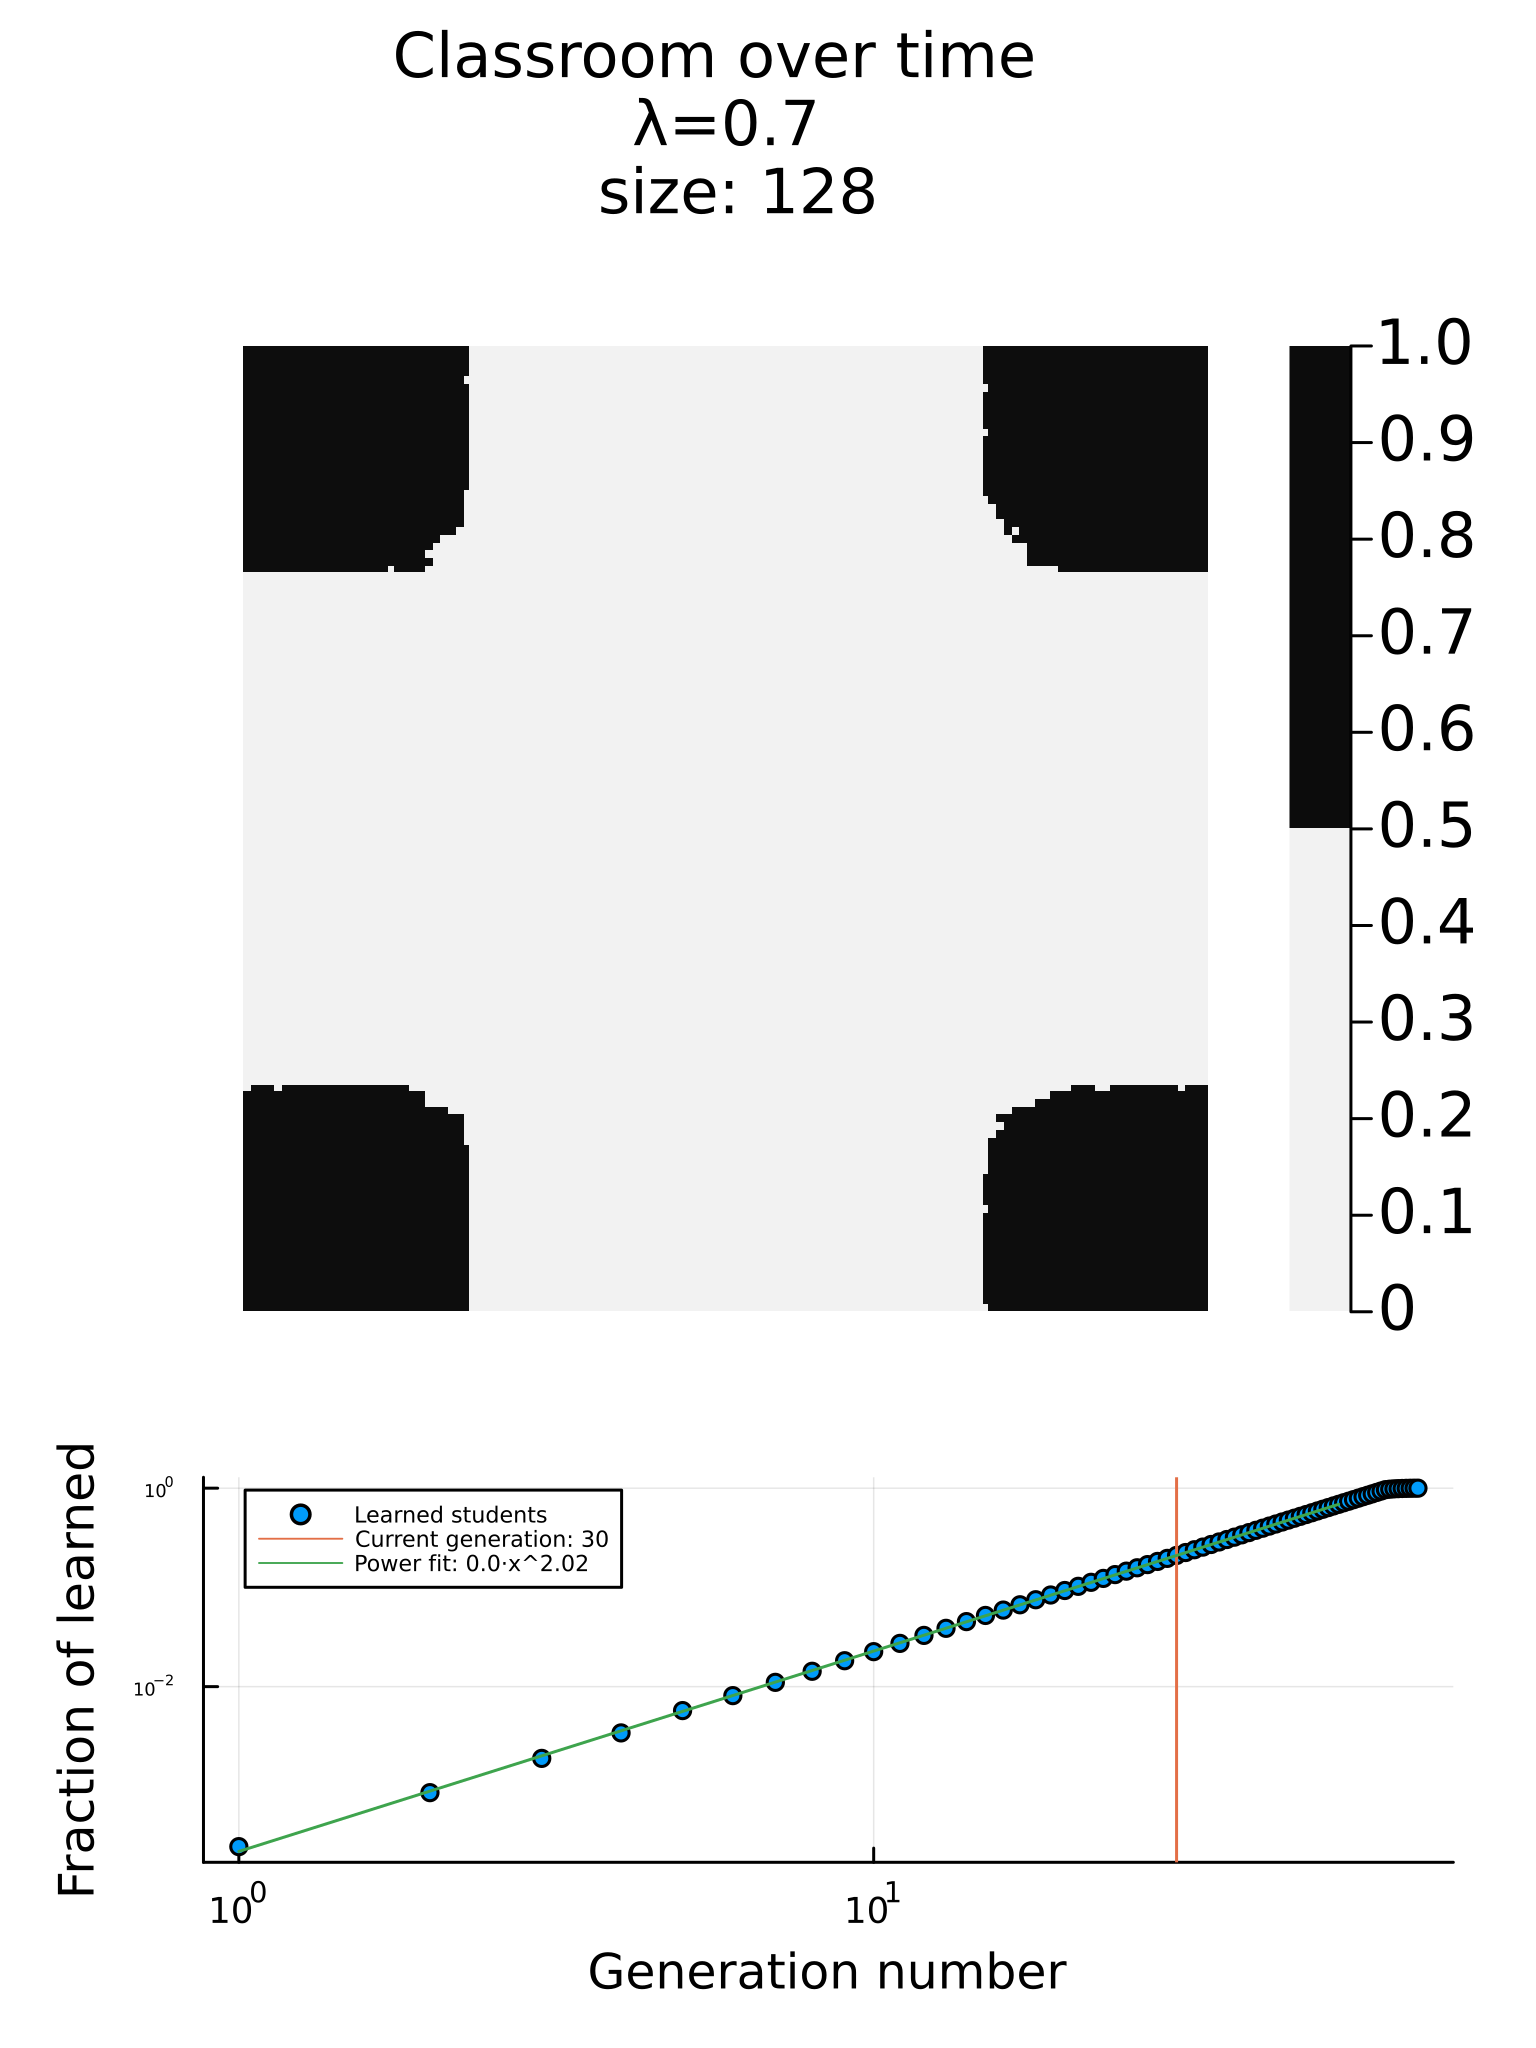 Classroom over time
λ=0.7
size: 128
1.0
0.9
0.8
0.7
0.6
0.5
0.4
0.3
0.2
0.1
0
Fraction of learned
10^0
10^-2
Learned students
Current generation: 30
Power fit: 0.0·x^2.02
10^0
10^1
Generation number